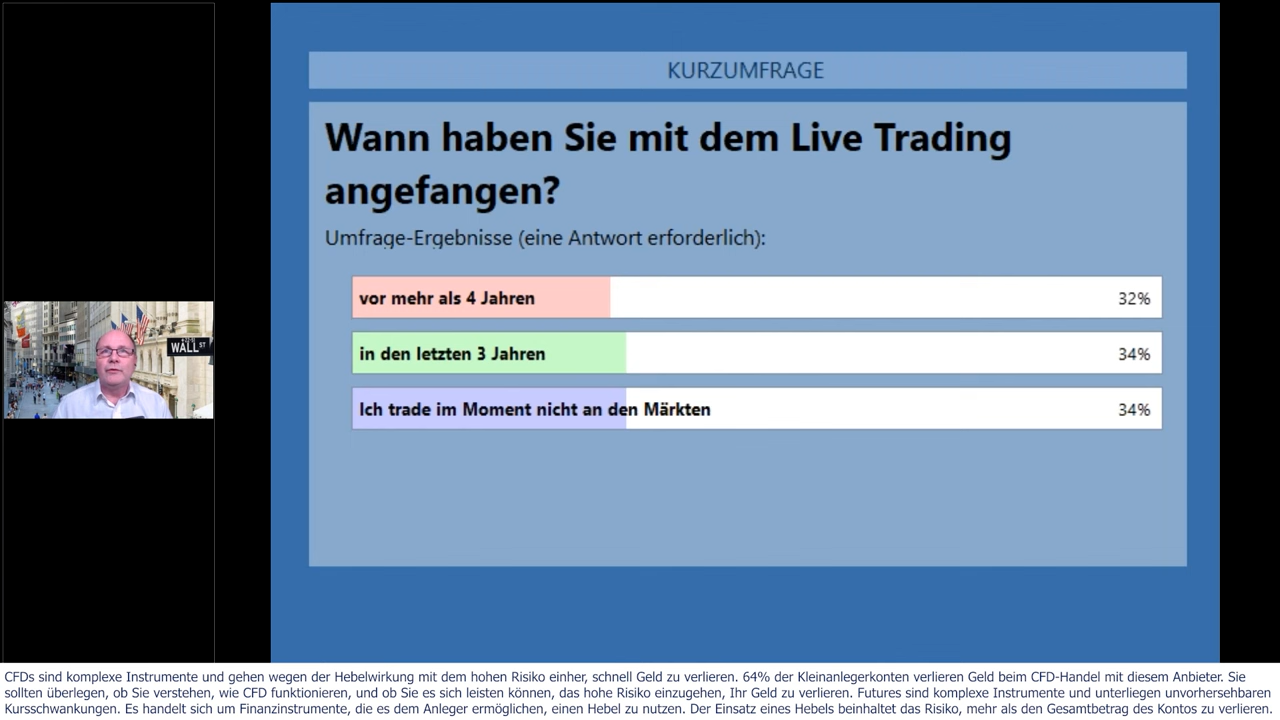 KURZUMFRAGE
Wann haben Sie mit dem Live Trading
angefangen?
Umfrage-Ergebnisse (eine Antwort erforderlich):
vor mehr als 4 Jahren 32%
in den letzten 3 Jahren 34%
Ich trade im Moment nicht an den Märkten 34%
WALL ST
CFDs sind komplexe Instrumente und gehen wegen der Hebelwirkung mit dem hohen Risiko einher, schnell Geld zu verlieren. 64% der Kleinanlegerkonten verlieren Geld beim CFD-Handel mit diesem Anbieter. Sie
sollten überlegen, ob Sie verstehen, wie CFD funktionieren, und ob Sie es sich leisten können, das hohe Risiko einzugehen, Ihr Geld zu verlieren. Futures sind komplexe Instrumente und unterliegen unvorhersehbaren
Kursschwankungen. Es handelt sich um Finanzinstrumente, die es dem Anleger ermöglichen, einen Hebel zu nutzen. Der Einsatz eines Hebels beinhaltet das Risiko, mehr als den Gesamtbetrag des Kontos zu verlieren.